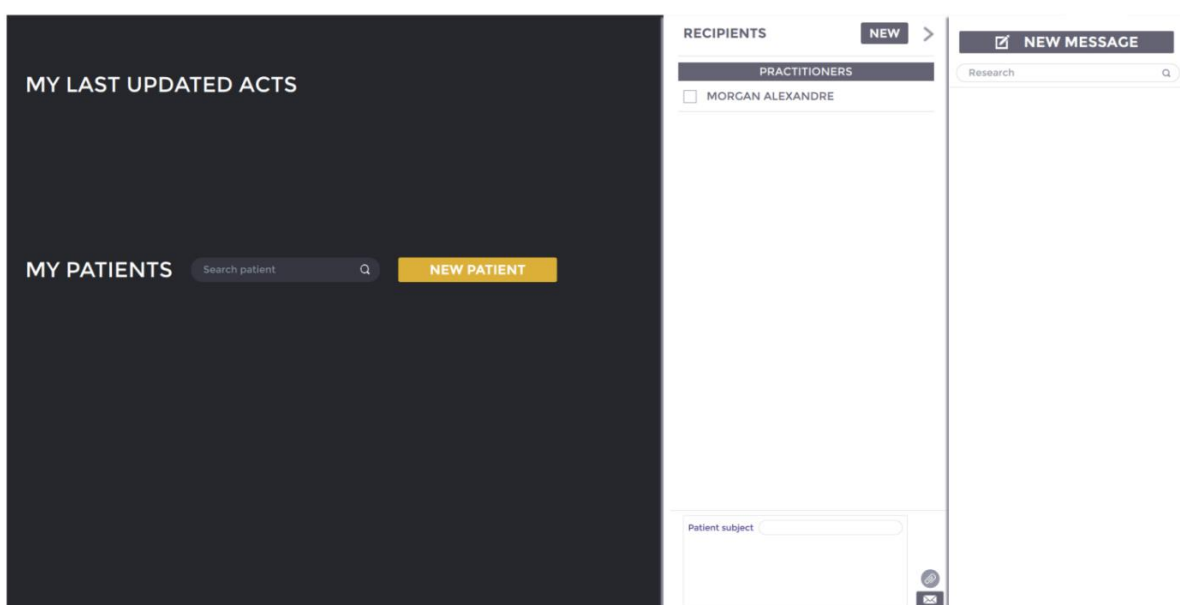 MY LAST UPDATED ACTS
MY PATIENTS
Search patient
NEW PATIENT
RECIPIENTS
NEW
PRACTITIONERS
MORGAN ALEXANDRE
Patient subject
NEW MESSAGE
Research